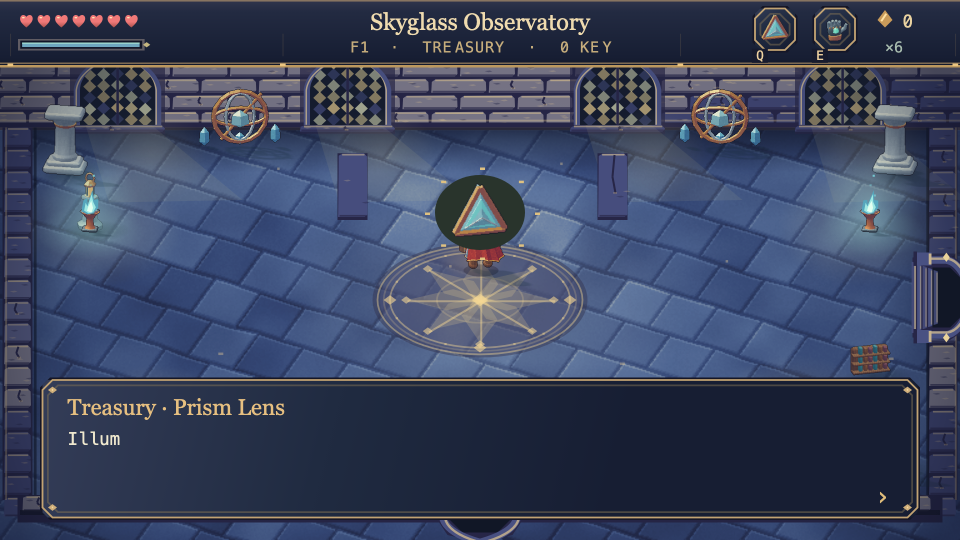 Skyglass Observatory
F1 · TREASURY · 0 KEY
Q
E
0
×6
Treasury · Prism Lens
Illum